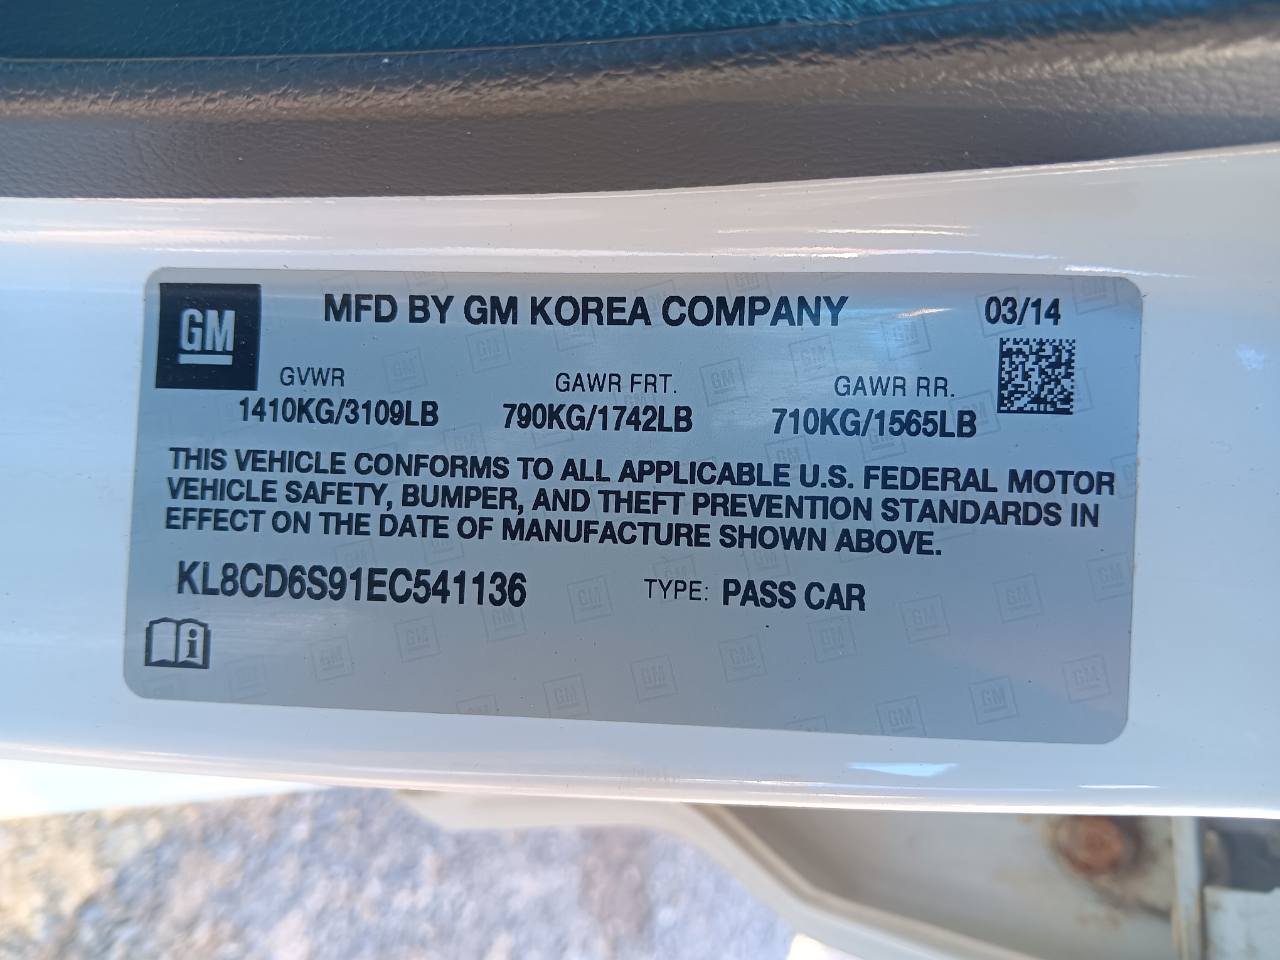 GM
MFD BY GM KOREA COMPANY 03/14
GVWR GAWR FRT. GAWR RR.
1410KG/3109LB 790KG/1742LB 710KG/1565LB
THIS VEHICLE CONFORMS TO ALL APPLICABLE U.S. FEDERAL MOTOR
VEHICLE SAFETY, BUMPER, AND THEFT PREVENTION STANDARDS IN
EFFECT ON THE DATE OF MANUFACTURE SHOWN ABOVE.
KL8CD6S91EC541136 TYPE: PASS CAR